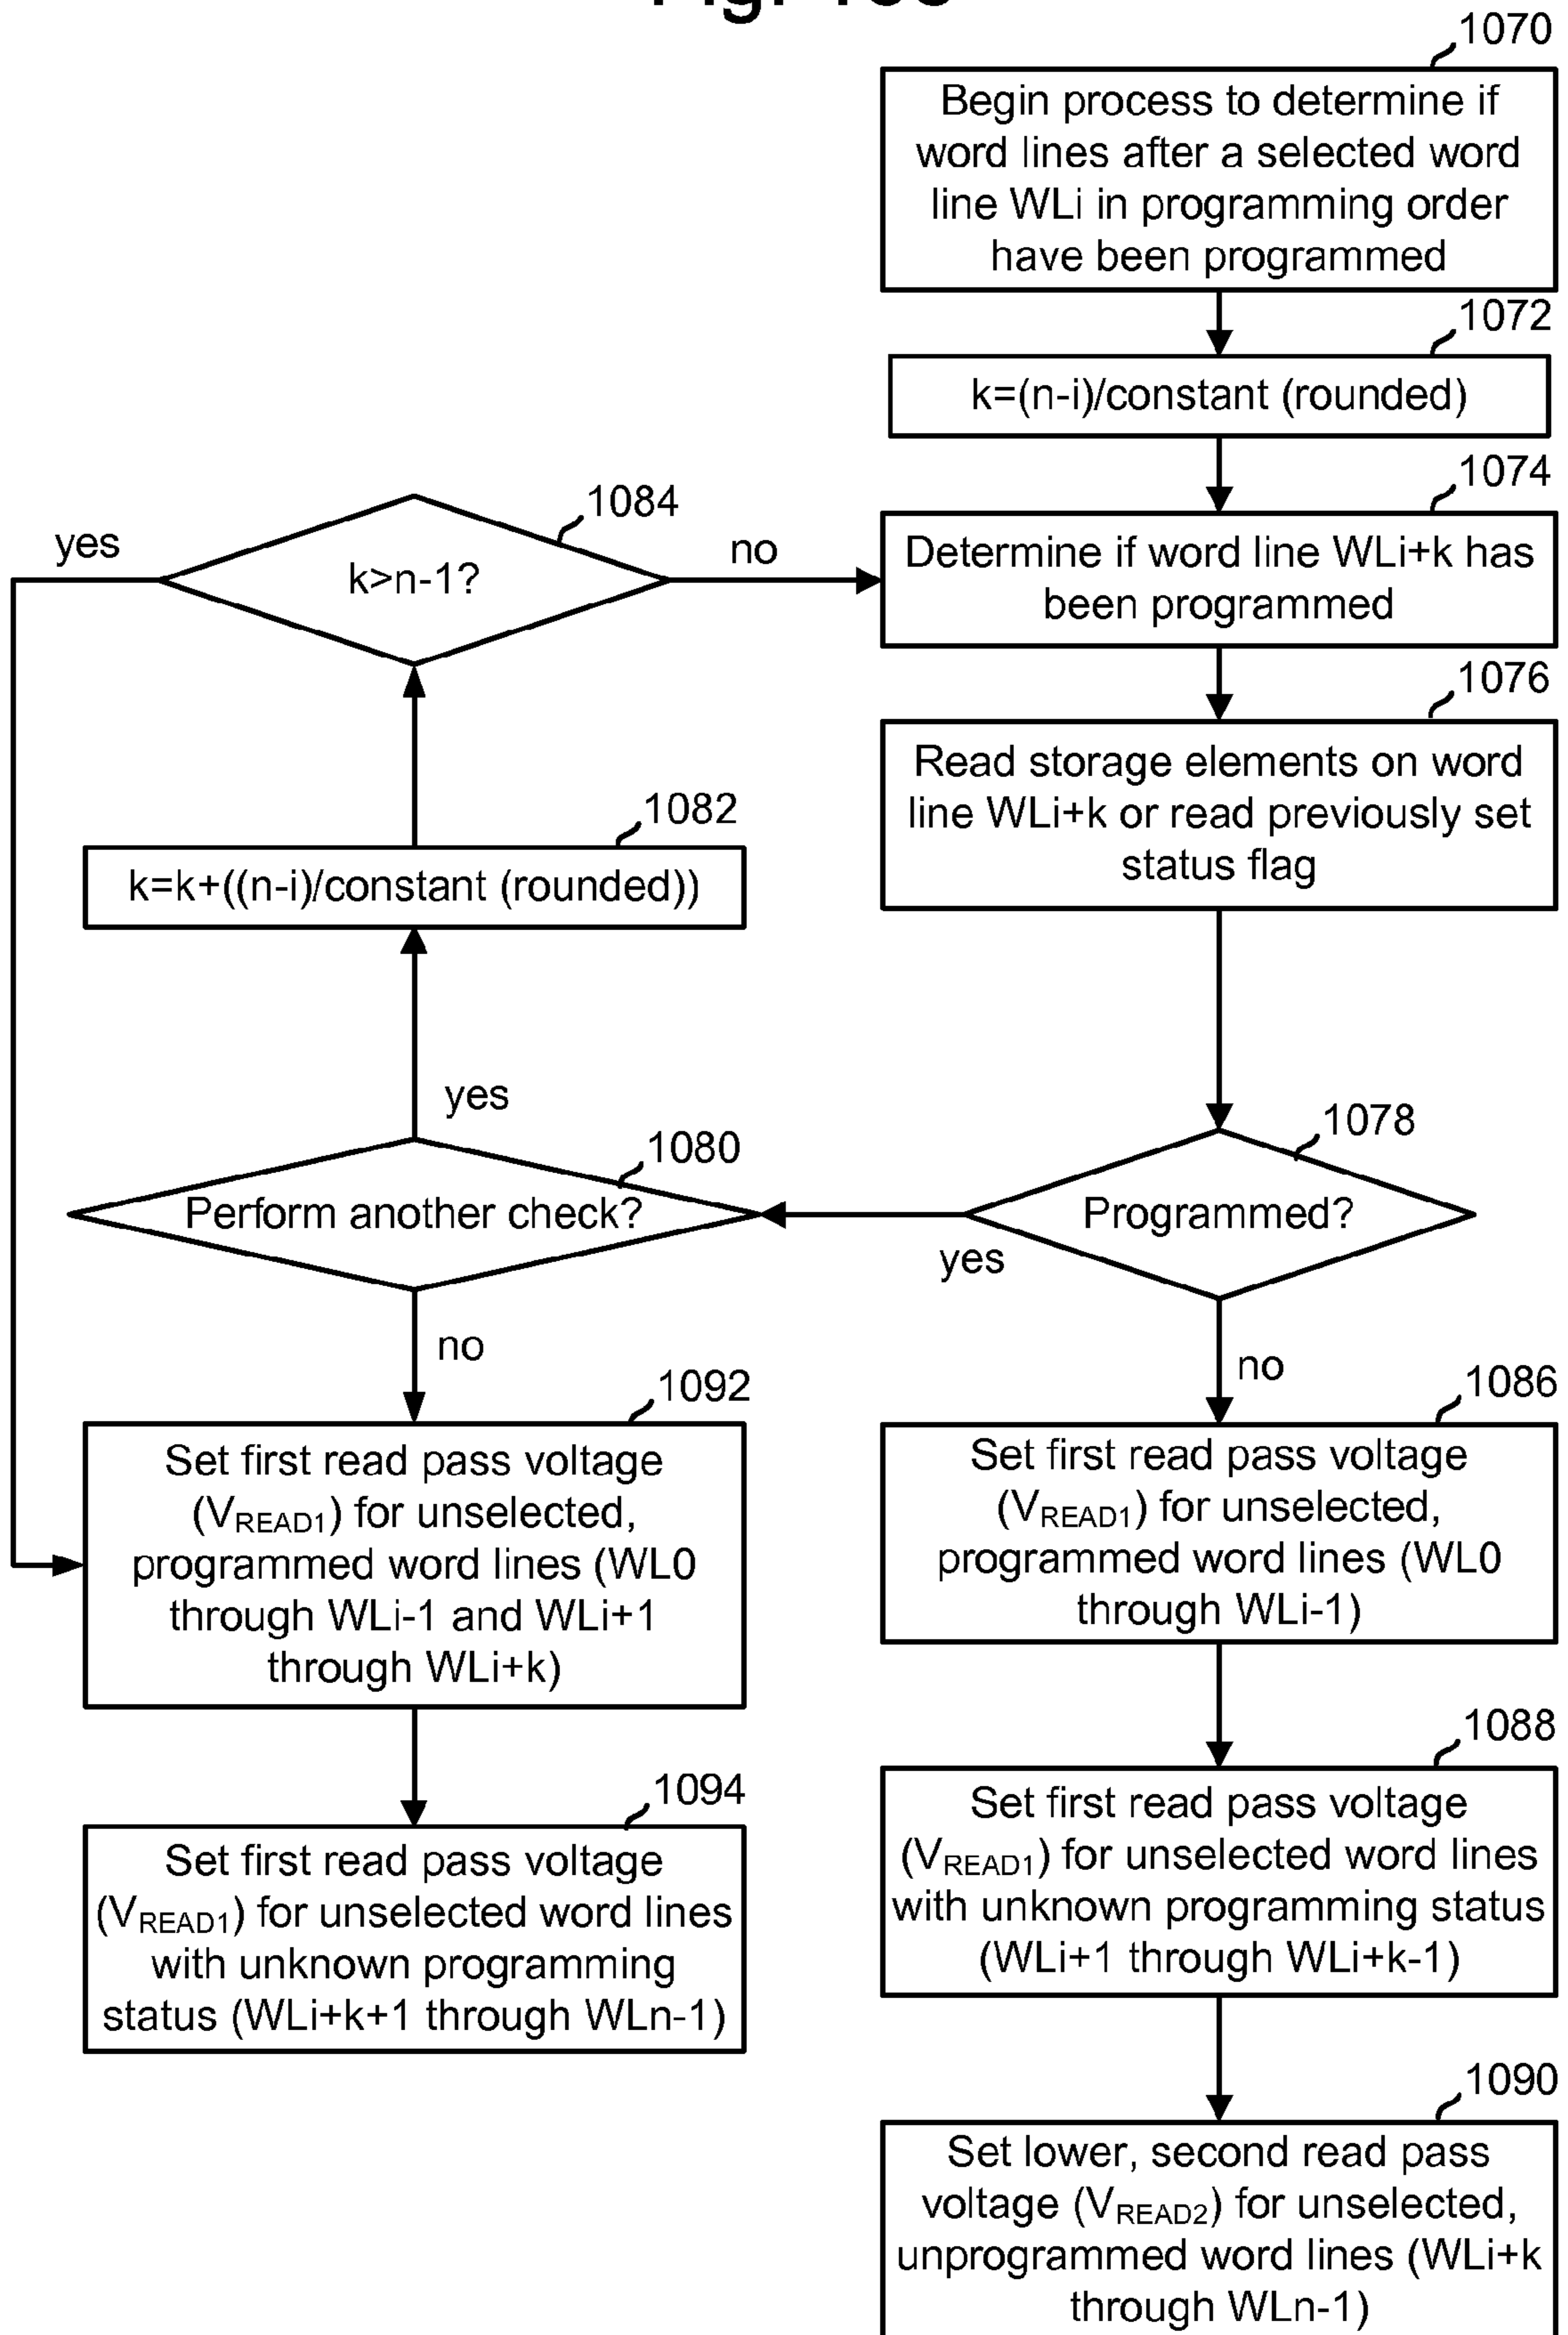 1070
Begin process to determine if
word lines after a selected word
line WLi in programming order
have been programmed
1072
k=(n-i)/constant (rounded)
1074
Determine if word line WLi+k has
been programmed
1084
yes
k>n-1?
no
1076
Read storage elements on word
line WLi+k or read previously set
status flag
1082
k=k+((n-i)/constant (rounded))
yes
1078
Programmed?
yes
1080
Perform another check?
no
no
1092
Set first read pass voltage
(VREAD1) for unselected,
programmed word lines (WL0
through WLi-1 and WLi+1
through WLi+k)
1086
Set first read pass voltage
(VREAD1) for unselected,
programmed word lines (WL0
through WLi-1)
1094
Set first read pass voltage
(VREAD1) for unselected word lines
with unknown programming
status (WLi+k+1 through WLn-1)
1088
Set first read pass voltage
(VREAD1) for unselected word lines
with unknown programming status
(WLi+1 through WLi+k-1)
1090
Set lower, second read pass
voltage (VREAD2) for unselected,
unprogrammed word lines (WLi+k
through WLn-1)